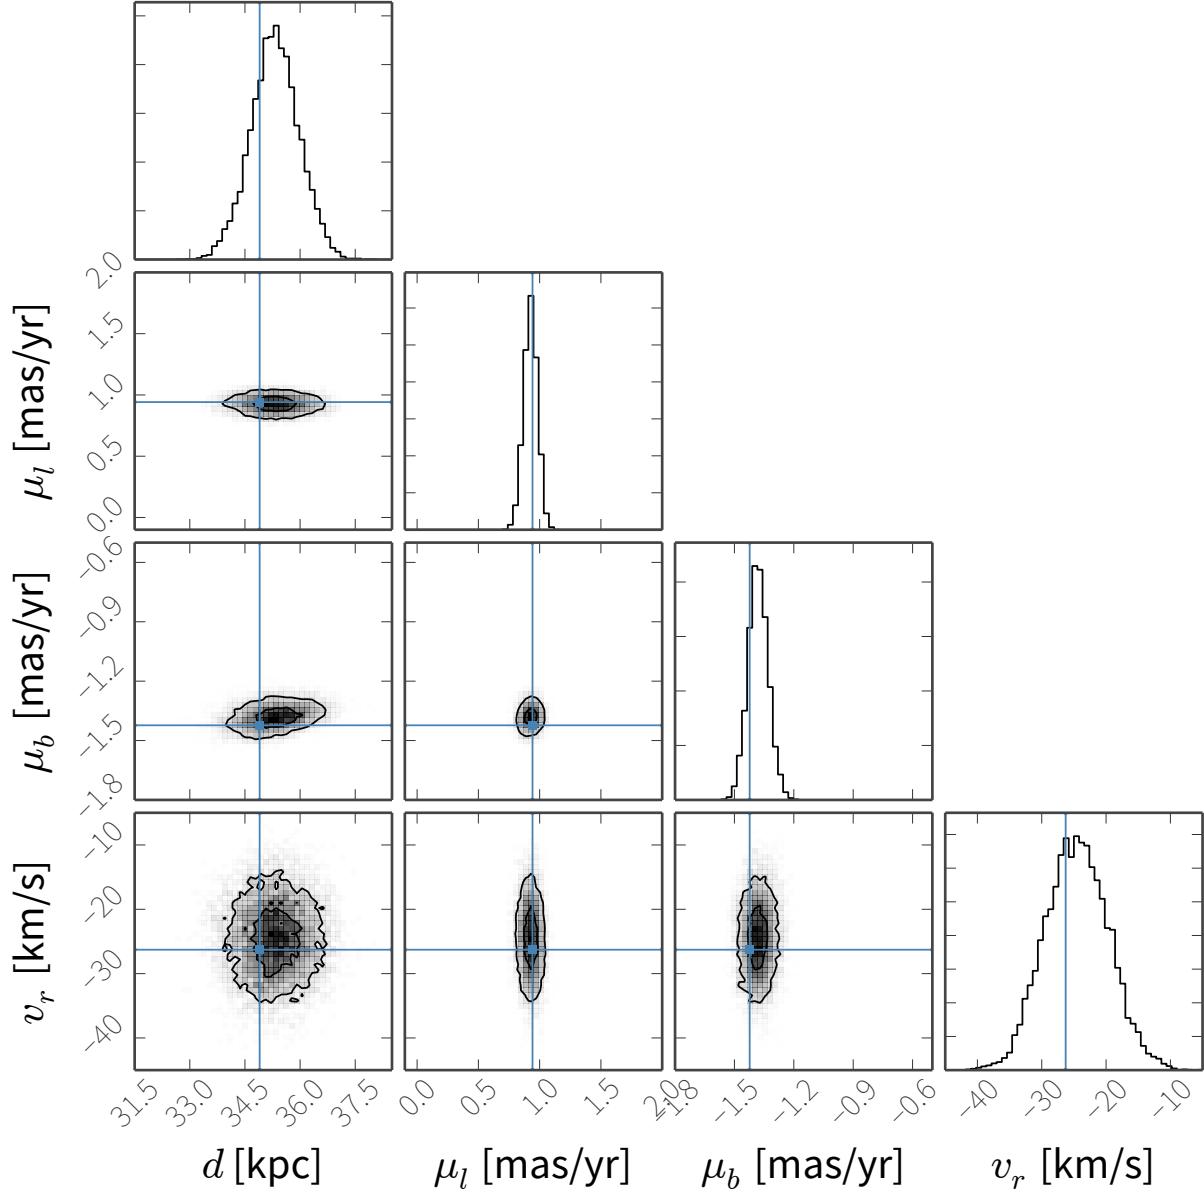 2.0
1.5
1.0
0.5
0.0
μ_l [mas/yr]
−0.6
−0.9
−1.2
−1.5
−1.8
μ_b [mas/yr]
−10
−20
−30
−40
v_r [km/s]
31.5 33.0 34.5 36.0 37.5
0.0 0.5 1.0 1.5 2.0
−1.8 −1.5 −1.2 −0.9 −0.6
−40 −30 −20 −10
d [kpc]
μ_l [mas/yr]
μ_b [mas/yr]
v_r [km/s]